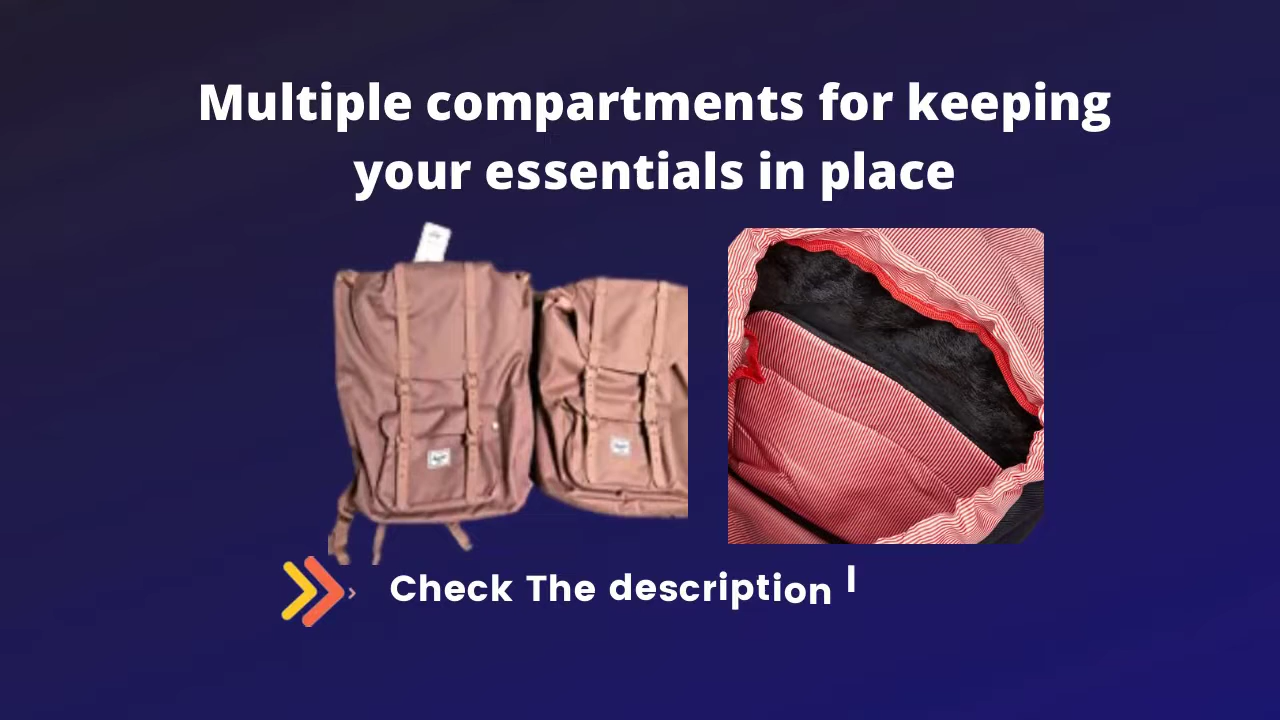 Multiple compartments for keeping
your essentials in place
Check The description